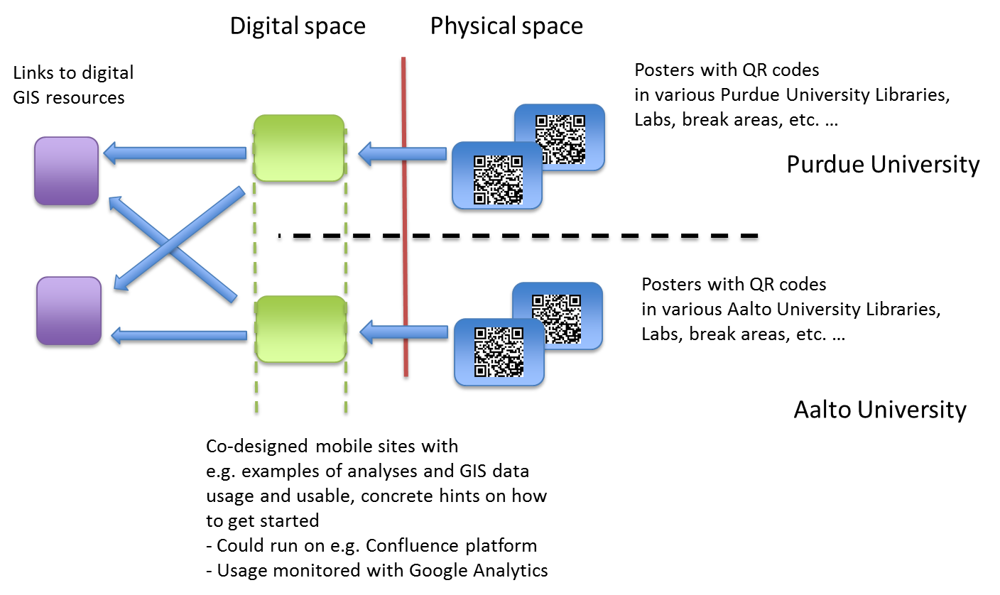 Digital space
Physical space
Links to digital
GIS resources
Posters with QR codes
in various Purdue University Libraries,
Labs, break areas, etc. ...
Purdue University
Posters with QR codes
in various Aalto University Libraries,
Labs, break areas, etc. ...
Aalto University
Co-designed mobile sites with
e.g. examples of analyses and GIS data
usage and usable, concrete hints on how
to get started
- Could run on e.g. Confluence platform
- Usage monitored with Google Analytics